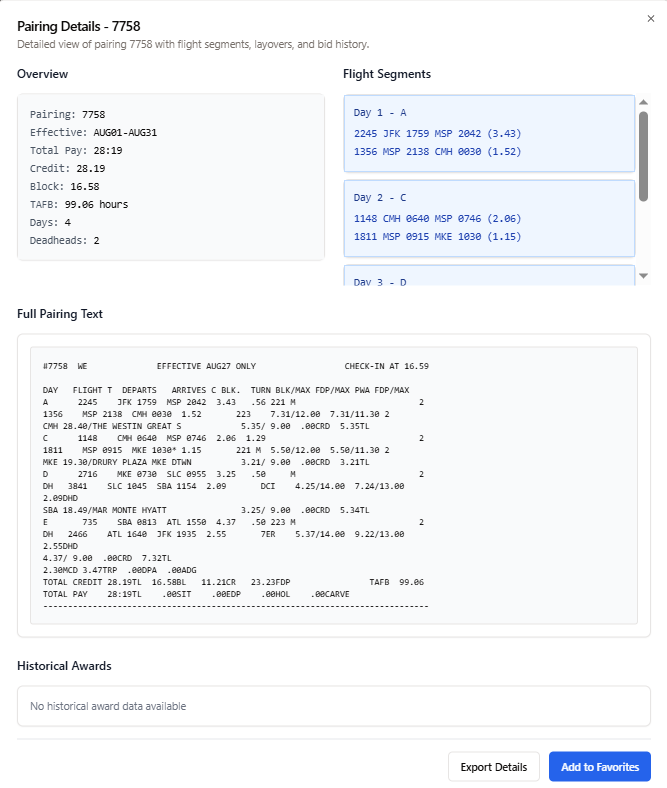 Pairing Details - 7758
Detailed view of pairing 7758 with flight segments, layovers, and bid history.
Overview
Pairing: 7758
Effective: AUG01-AUG31
Total Pay: 28:19
Credit: 28.19
Block: 16.58
TAFB: 99.06 hours
Days: 4
Deadheads: 2
Flight Segments
Day 1 - A
2245 JFK 1759 MSP 2042 (3.43)
1356 MSP 2138 CMH 0030 (1.52)
Day 2 - C
1148 CMH 0640 MSP 0746 (2.06)
1811 MSP 0915 MKE 1030 (1.15)
Day 3 - D
Full Pairing Text
#7758 WE EFFECTIVE AUG27 ONLY CHECK-IN AT 16.59
DAY FLIGHT T DEPARTS ARRIVES C BLK. TURN BLK/MAX FDP/MAX PWA FDP/MAX
A 2245 JFK 1759 MSP 2042 3.43 .56 221 M 2
1356 MSP 2138 CMH 0030 1.52 223 7.31/12.00 7.31/11.30 2
CMH 28.40/THE WESTIN GREAT S 5.35/ 9.00 .00CRD 5.35TL
C 1148 CMH 0640 MSP 0746 2.06 1.29 2
1811 MSP 0915 MKE 1030* 1.15 221 M 5.50/12.00 5.50/11.30 2
MKE 19.30/DRURY PLAZA MKE DTWN 3.21/ 9.00 .00CRD 3.21TL
D 2716 MKE 0730 SLC 0955 3.25 .50 M 2
DH 3841 SLC 1045 SBA 1154 2.09 DCI 4.25/14.00 7.24/13.00
2.09DHD
SBA 18.49/MAR MONTE HYATT 3.25/ 9.00 .00CRD 5.34TL
E 735 SBA 0813 ATL 1550 4.37 .50 223 M 2
DH 2466 ATL 1640 JFK 1935 2.55 7ER 5.37/14.00 9.22/13.00
2.55DHD
4.37/ 9.00 .00CRD 7.32TL
2.30MCD 3.47TRP .00DPA .00ADG
TOTAL CREDIT 28.19TL 16.58BL 11.21CR 23.23FDP TAFB 99.06
TOTAL PAY 28:19TL .00SIT .00EDP .00HOL .00CARVE
--------------------------------------------------------------------------------
Historical Awards
No historical award data available
Export Details
Add to Favorites